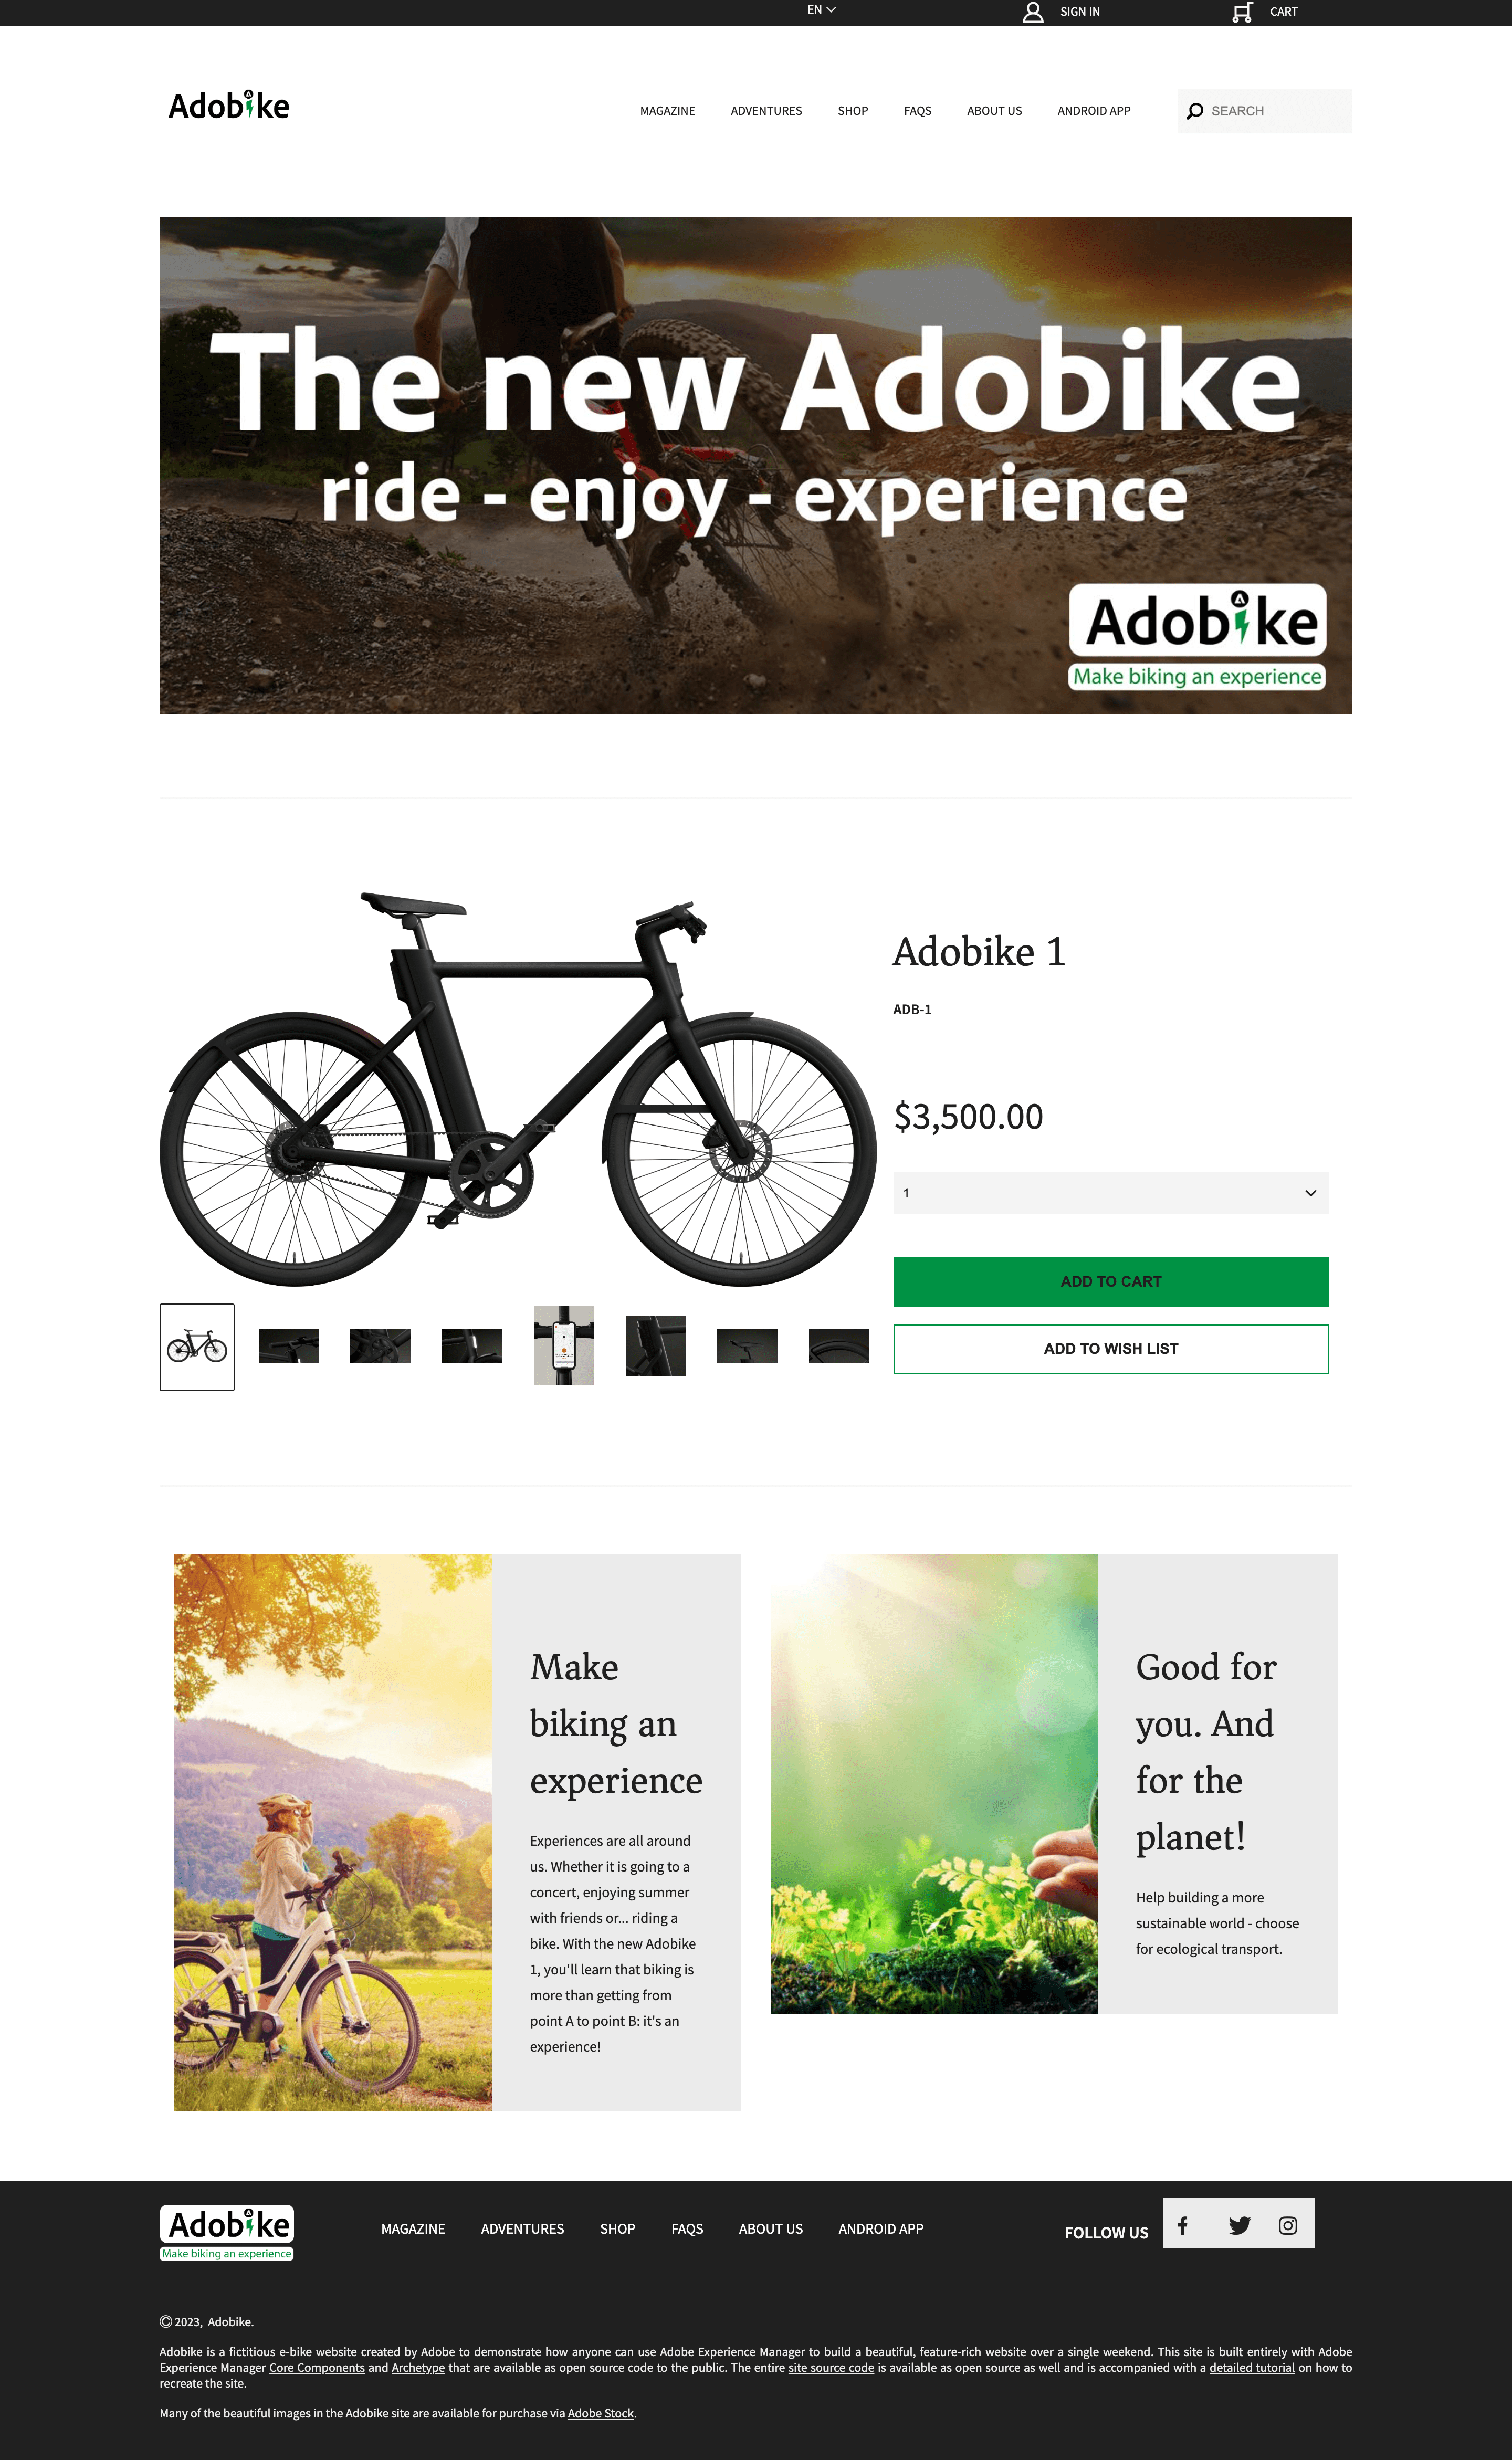 EN
SIGN IN
CART
Adobike
MAGAZINE
ADVENTURES
SHOP
FAQS
ABOUT US
ANDROID APP
SEARCH
The new Adobike
ride - enjoy - experience
Adobike
Make biking an experience
Adobike 1
ADB-1
$3,500.00
1
ADD TO CART
ADD TO WISH LIST
Make
biking an
experience
Experiences are all around
us. Whether it is going to a
concert, enjoying summer
with friends or... riding a
bike. With the new Adobike
1, you'll learn that biking is
more than getting from
point A to point B: it's an
experience!
Good for
you. And
for the
planet!
Help building a more
sustainable world - choose
for ecological transport.
Adobike
Make biking an experience
MAGAZINE
ADVENTURES
SHOP
FAQS
ABOUT US
ANDROID APP
FOLLOW US
© 2023, Adobike.
Adobike is a fictitious e-bike website created by Adobe to demonstrate how anyone can use Adobe Experience Manager to build a beautiful, feature-rich website over a single weekend. This site is built entirely with Adobe
Experience Manager Core Components and Archetype that are available as open source code to the public. The entire site source code is available as open source as well and is accompanied with a detailed tutorial on how to
recreate the site.
Many of the beautiful images in the Adobike site are available for purchase via Adobe Stock.